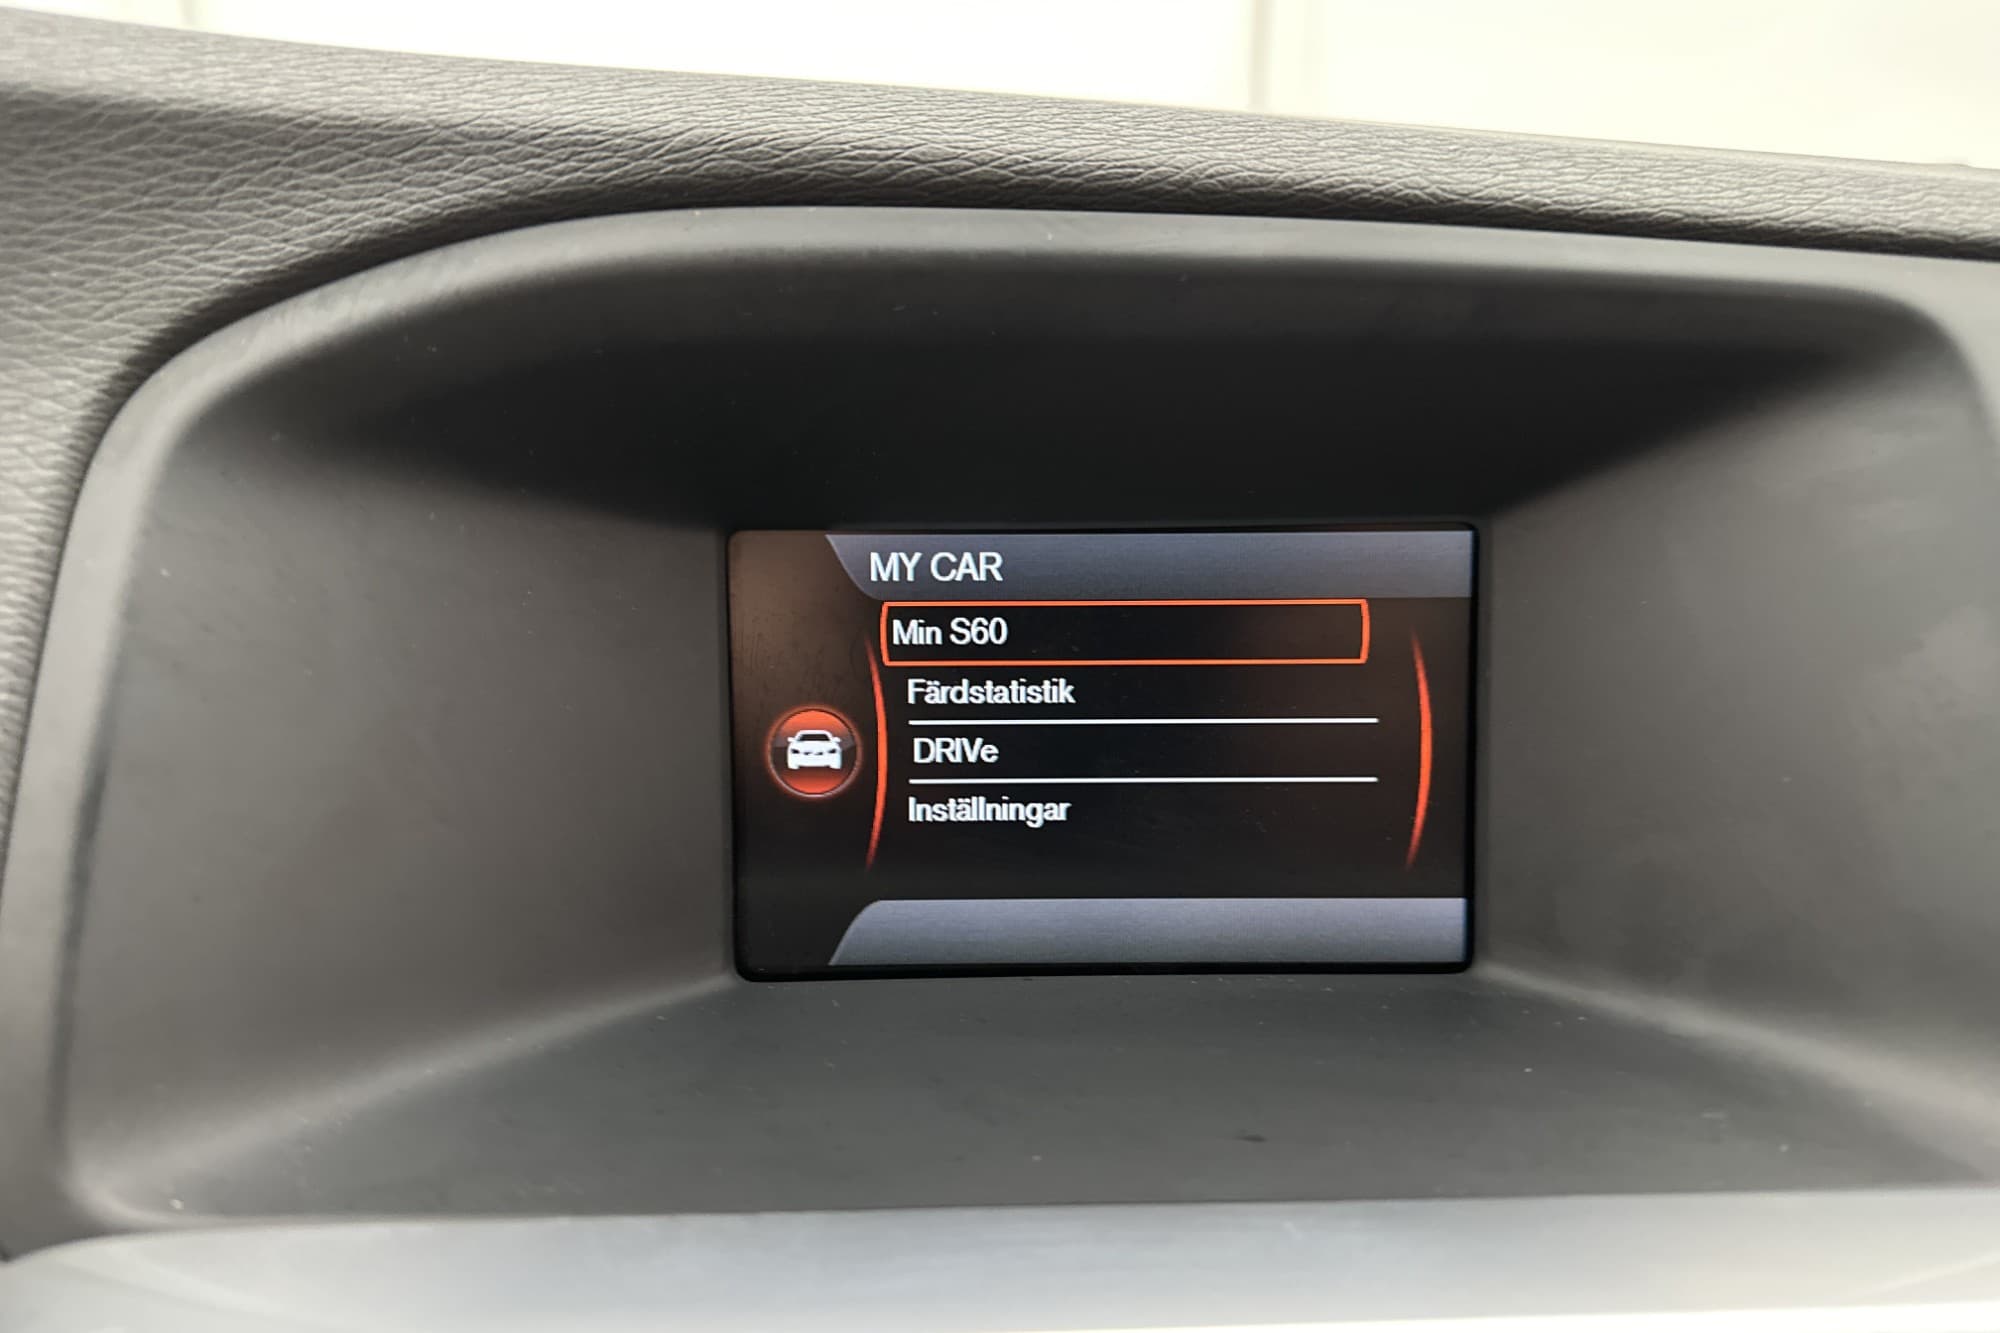 MY CAR
Min S60
Färdstatistik
DRIVe
Inställningar